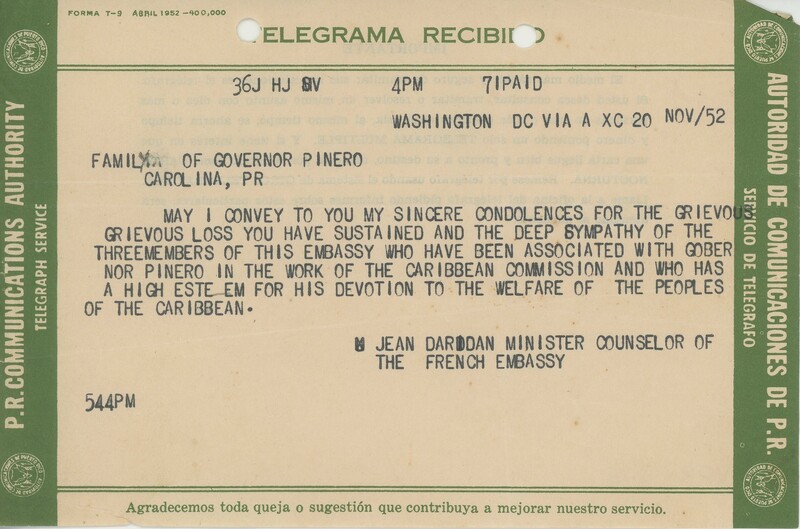 FORMA T-9 ABRIL 1952 -400,000
TELEGRAMA RECIBIDO
36J HJ SV 4PM 71PAID
WASHINGTON DC VIA A XC 20 NOV/52
FAMILYA OF GOVERNOR PINERO
CAROLINA, PR
MAY I CONVEY TO YOU MY SINCERE CONDOLENCES FOR THE GRIEVOUS
GRIEVOUS LOSS YOU HAVE SUSTAINED AND THE DEEP SYMPATHY OF THE
THREEMEMBERS OF THIS EMBASSY WHO HAVE BEEN ASSOCIATED WITH GOBER
NOR PINERO IN THE WORK OF THE CARIBBEAN COMMISSION AND WHO HAS
A HIGH ESTE EM FOR HIS DEVOTION TO THE WELFARE OF THE PEOPLES
OF THE CARIBBEAN.
M JEAN DARIDAN MINISTER COUNSELOR OF
THE FRENCH EMBASSY
544PM
Agradecemos toda queja o sugestión que contribuya a mejorar nuestro servicio.
P.R. COMMUNICATIONS AUTHORITY
TELEGRAPH SERVICE
AUTORIDAD DE COMUNICACIONES DE P.R.
SERVICIO DE TELEGRAFO